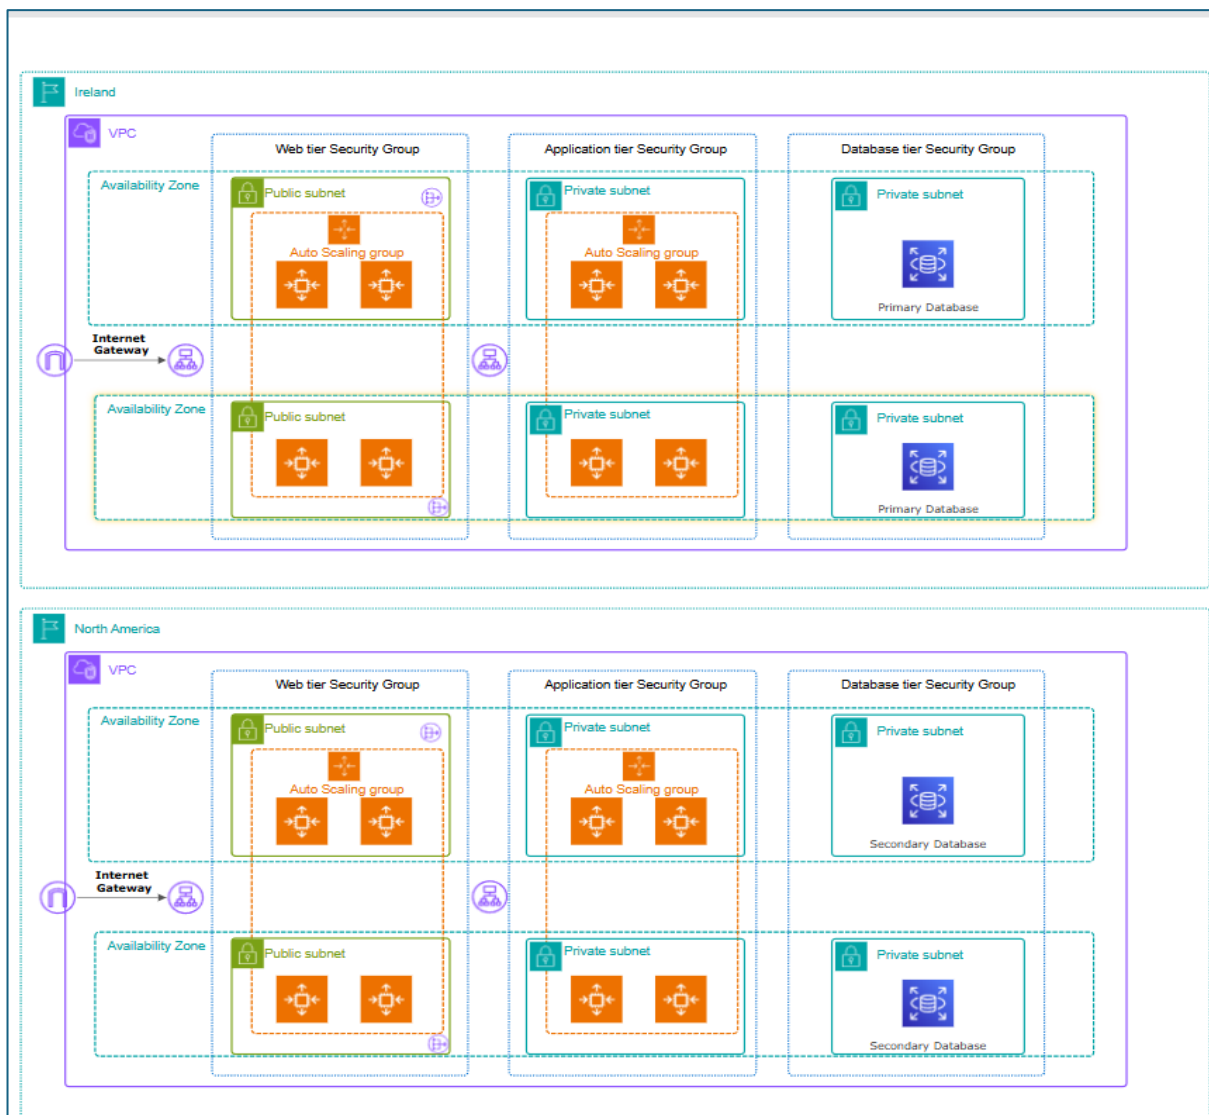 Ireland
VPC
Web tier Security Group
Application tier Security Group
Database tier Security Group
Availability Zone
Public subnet
Private subnet
Private subnet
Auto Scaling group
Auto Scaling group
Primary Database
Internet
Gateway
Availability Zone
Public subnet
Private subnet
Private subnet
Primary Database
North America
VPC
Web tier Security Group
Application tier Security Group
Database tier Security Group
Availability Zone
Public subnet
Private subnet
Private subnet
Auto Scaling group
Auto Scaling group
Secondary Database
Internet
Gateway
Availability Zone
Public subnet
Private subnet
Private subnet
Secondary Database